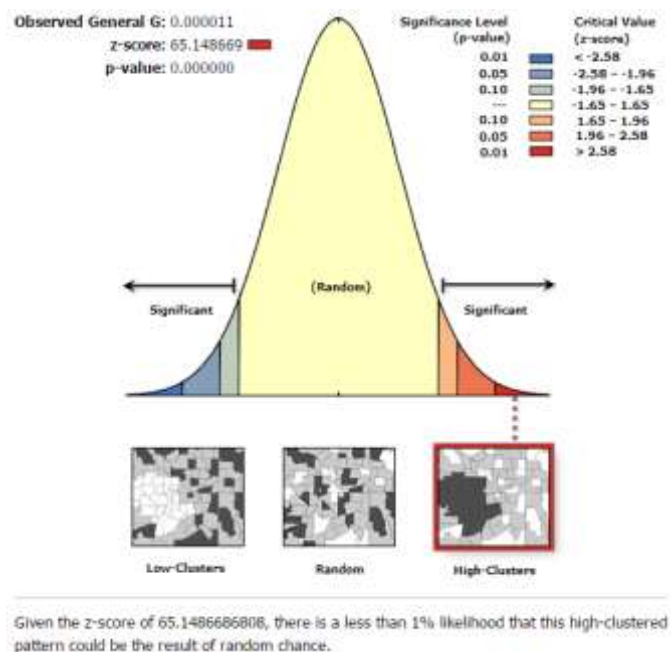 Observed General G: 0.000011
z-score: 65.148669
p-value: 0.000000
Significance Level
(p-value)
Critical Value
(z-score)
0.01 < -2.58
0.05 -2.58 – -1.96
0.10 -1.96 – -1.65
--- -1.65 – 1.65
0.10 1.65 – 1.96
0.05 1.96 – 2.58
0.01 > 2.58
Significant
(Random)
Significant
Low-Clusters
Random
High-Clusters
Given the z-score of 65.1486686808, there is a less than 1% likelihood that this high-clustered
pattern could be the result of random chance.